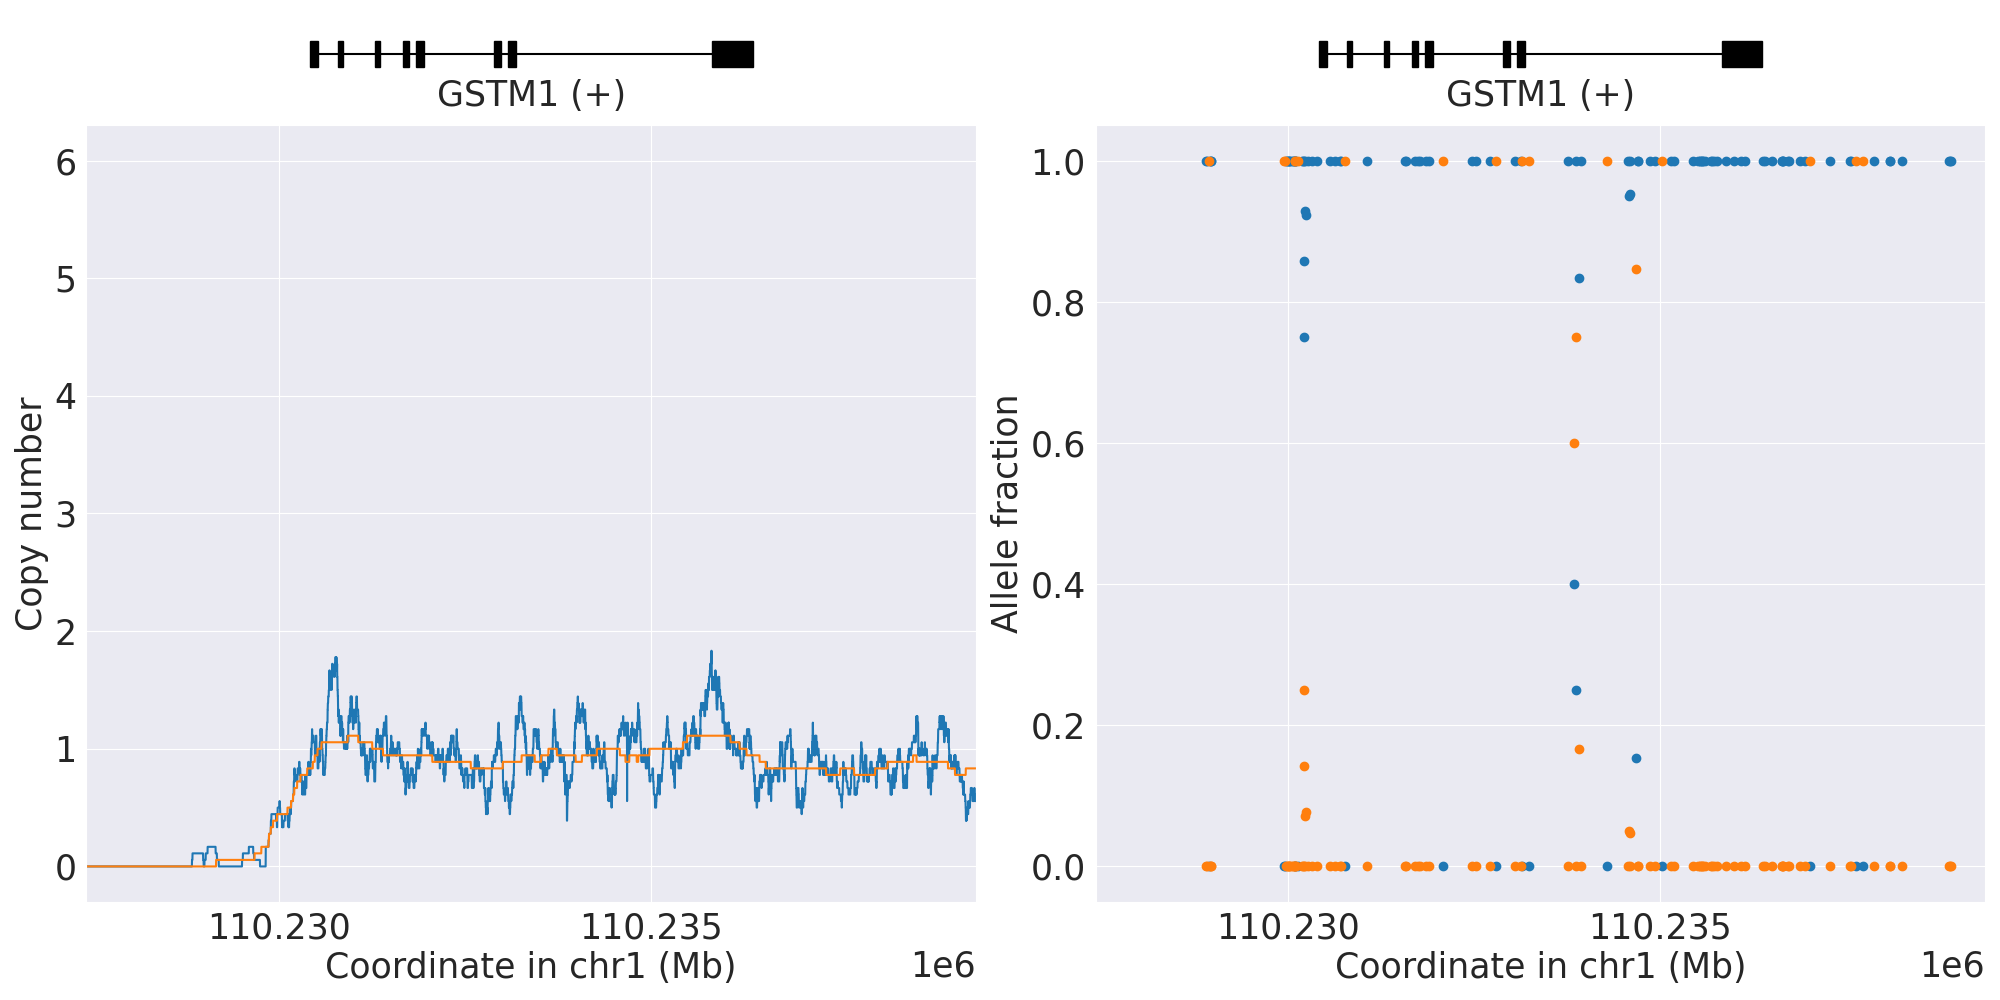 GSTM1 (+)
6
5
4
3
2
1
0
Copy number
110.230
110.235
Coordinate in chr1 (Mb)
1e6
GSTM1 (+)
1.0
0.8
0.6
0.4
0.2
0.0
Allele fraction
110.230
110.235
Coordinate in chr1 (Mb)
1e6